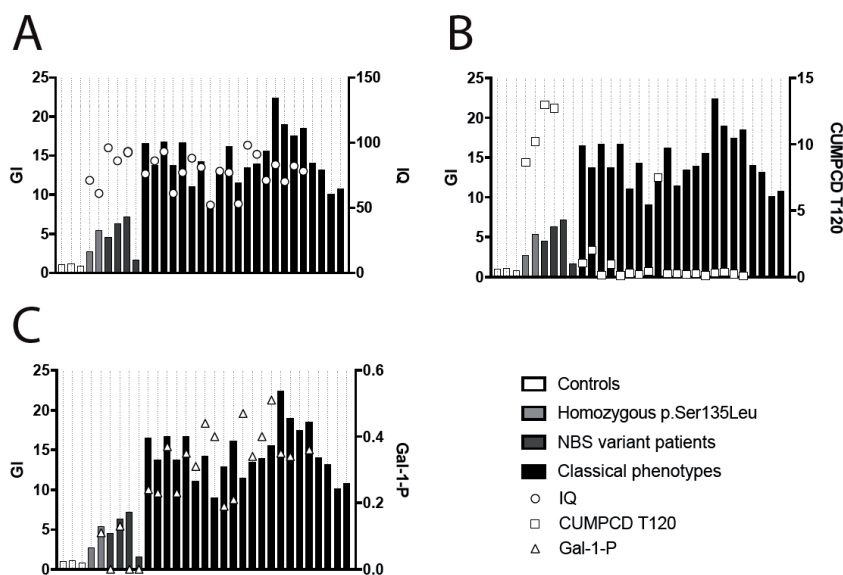 A
25
20
15
10
5
0
GI
150
100
50
0
IQ
B
25
20
15
10
5
0
GI
15
10
5
0
CUMPCD T120
C
25
20
15
10
5
0
GI
0.6
0.4
0.2
0.0
Gal-1-P
Controls
Homozygous p.Ser135Leu
NBS variant patients
Classical phenotypes
IQ
CUMPCD T120
Gal-1-P